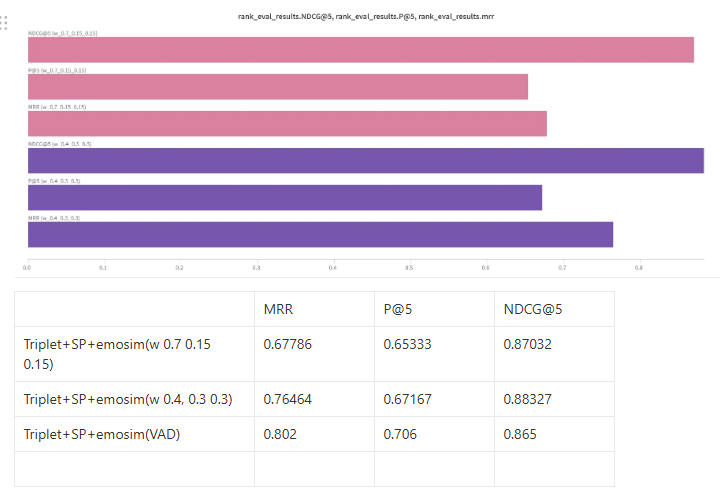 rank_eval_results.NDCG@5, rank_eval_results.P@5, rank_eval_results.mrr
NDCG@5 (w_0.7_0.15_0.15)
P@5 (w_0.7_0.15_0.15)
MRR (w_0.7_0.15_0.15)
NDCG@5 (w_0.4_0.3_0.3)
P@5 (w_0.4_0.3_0.3)
MRR (w_0.4_0.3_0.3)
0.0 0.1 0.2 0.3 0.4 0.5 0.6 0.7 0.8
MRR P@5 NDCG@5
Triplet+SP+emosim(w 0.7 0.15 0.67786 0.65333 0.87032
0.15)
Triplet+SP+emosim(w 0.4, 0.3 0.3) 0.76464 0.67167 0.88327
Triplet+SP+emosim(VAD) 0.802 0.706 0.865